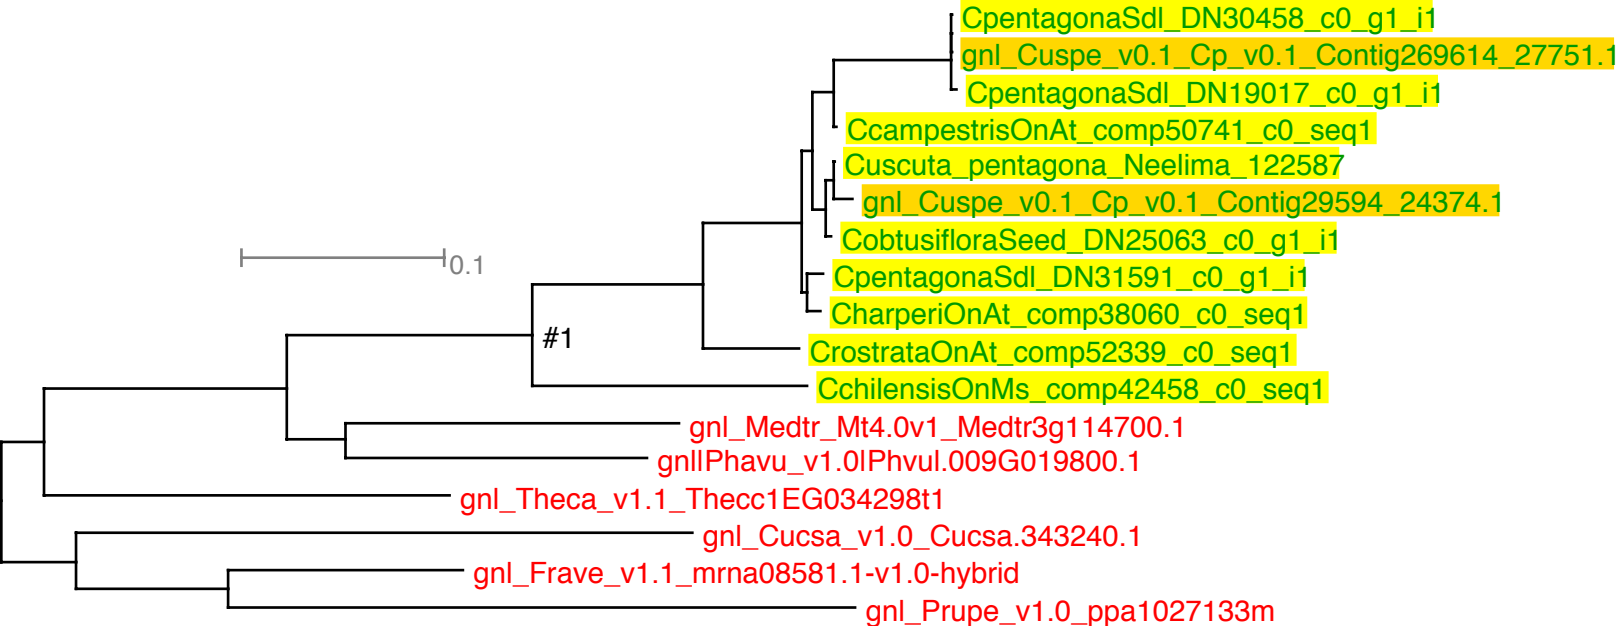 CpentagonaSdl_DN30458_c0_g1_i1
gnl_Cuspe_v0.1_Cp_v0.1_Contig269614_27751.1
CpentagonaSdl_DN19017_c0_g1_i1
CcampestrisOnAt_comp50741_c0_seq1
Cuscuta_pentagona_Neelima_122587
gnl_Cuspe_v0.1_Cp_v0.1_Contig29594_24374.1
CobtusifloraSeed_DN25063_c0_g1_i1
0.1
CpentagonaSdl_DN31591_c0_g1_i1
CharperiOnAt_comp38060_c0_seq1
#1
CrostrataOnAt_comp52339_c0_seq1
CchilensisOnMs_comp42458_c0_seq1
gnl_Medtr_Mt4.0v1_Medtr3g114700.1
gnl|Phavu_v1.0|Phvul.009G019800.1
gnl_Theca_v1.1_Thecc1EG034298t1
gnl_Cucsa_v1.0_Cucsa.343240.1
gnl_Frave_v1.1_mrna08581.1-v1.0-hybrid
gnl_Prupe_v1.0_ppa1027133m